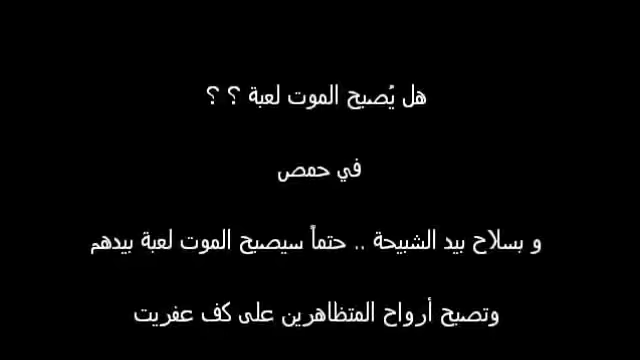 هل يُصبح الموت لعبة ؟ ؟
في حمص
و بسلاح بيد الشبيحة .. حتماً سيصبح الموت لعبة بيدهم
وتصبح أرواح المتظاهرين على كف عفريت